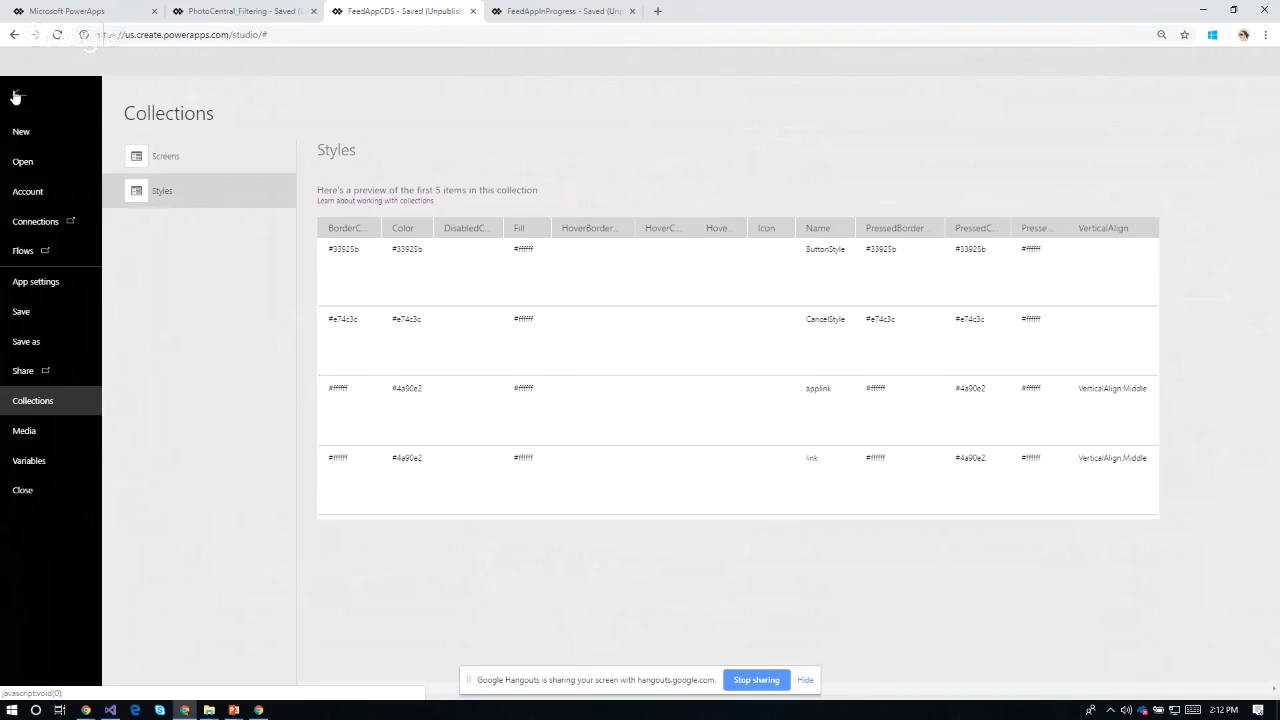 Microsoft PowerApps
PhotoCentral_Filtering - Saved (
FeedAppCDS - Saved (Unpublish
FeedAppInProgress - Saved (Unp
https://us.create.powerapps.com/studio/#
New
Open
Account
Connections
Flows
App settings
Save
Save as
Share
Collections
Media
Variables
Close
Collections
Screens
Styles
Styles
Here's a preview of the first 5 items in this collection
Learn about working with collections
BorderC... Color DisabledC... Fill HoverBorder... HoverC... Hove... Icon Name PressedBorder... PressedC... Presse... VerticalAlign
#33925b #33925b #ffffff ButtonStyle #33925b #33925b #ffffff
#e74c3c #e74c3c #ffffff CancelStyle #e74c3c #e74c3c #ffffff
#ffffff #4a90e2 #ffffff applink #ffffff #4a90e2 #ffffff VerticalAlign.Middle
#ffffff #4a90e2 #ffffff link #ffffff #4a90e2 #ffffff VerticalAlign.Middle
Google Hangouts is sharing your screen with hangouts.google.com.
Stop sharing
Hide
javascript:void(0);
2:12 PM